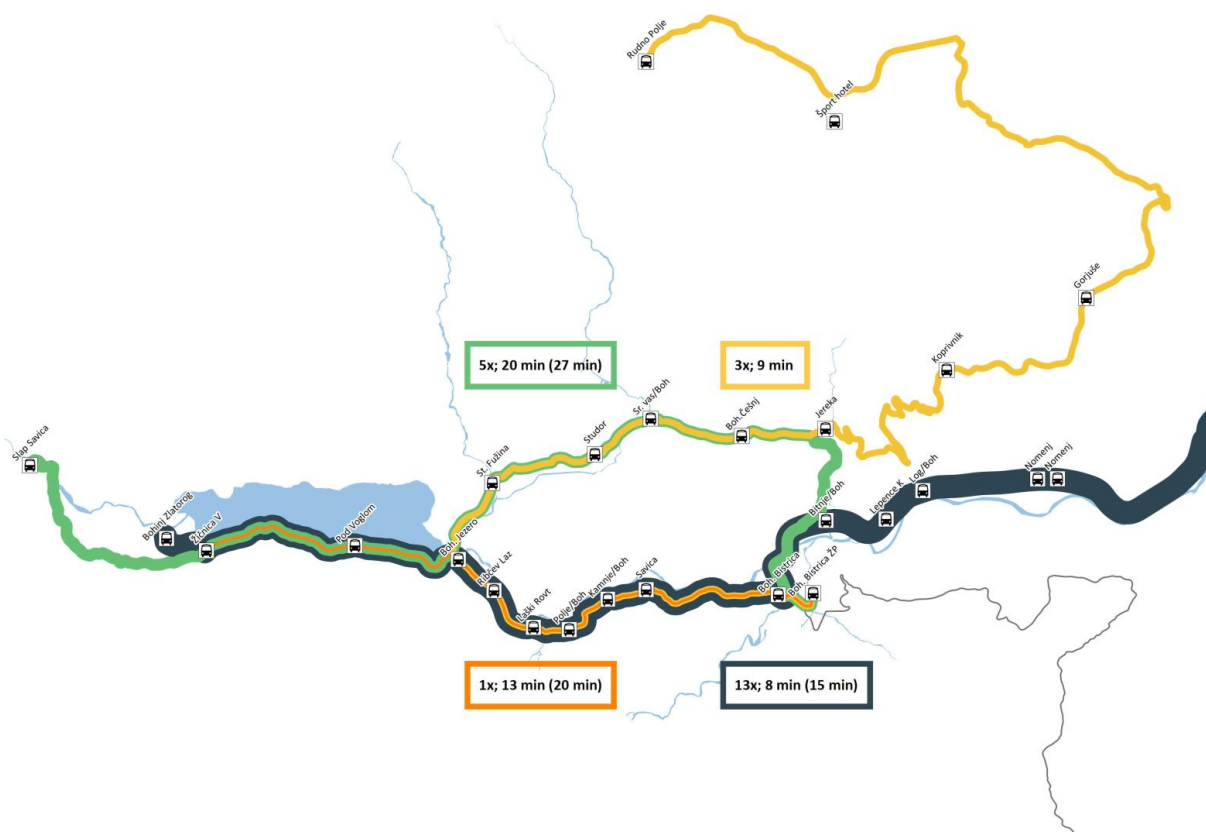 Rudno Polje
Šport hotel
Gorjuše
Koprivnik
5x; 20 min (27 min)
3x; 9 min
Jereka
Sr. vas/Boh
Boh.Češnj
Studor
St. Fužina
Slap Savica
Nomenj
Nomenj
Log/Boh
Lepence K
Bitnje/Boh
Bohinj Zlatorog
Žičnica V
Pod Voglom
Boh. Jezero
Ribčev Laz
Laški Rovt
Polje/Boh
Kamnje/Boh
Savica
Boh. Bistrica
Boh. Bistrica ŽP
1x; 13 min (20 min)
13x; 8 min (15 min)